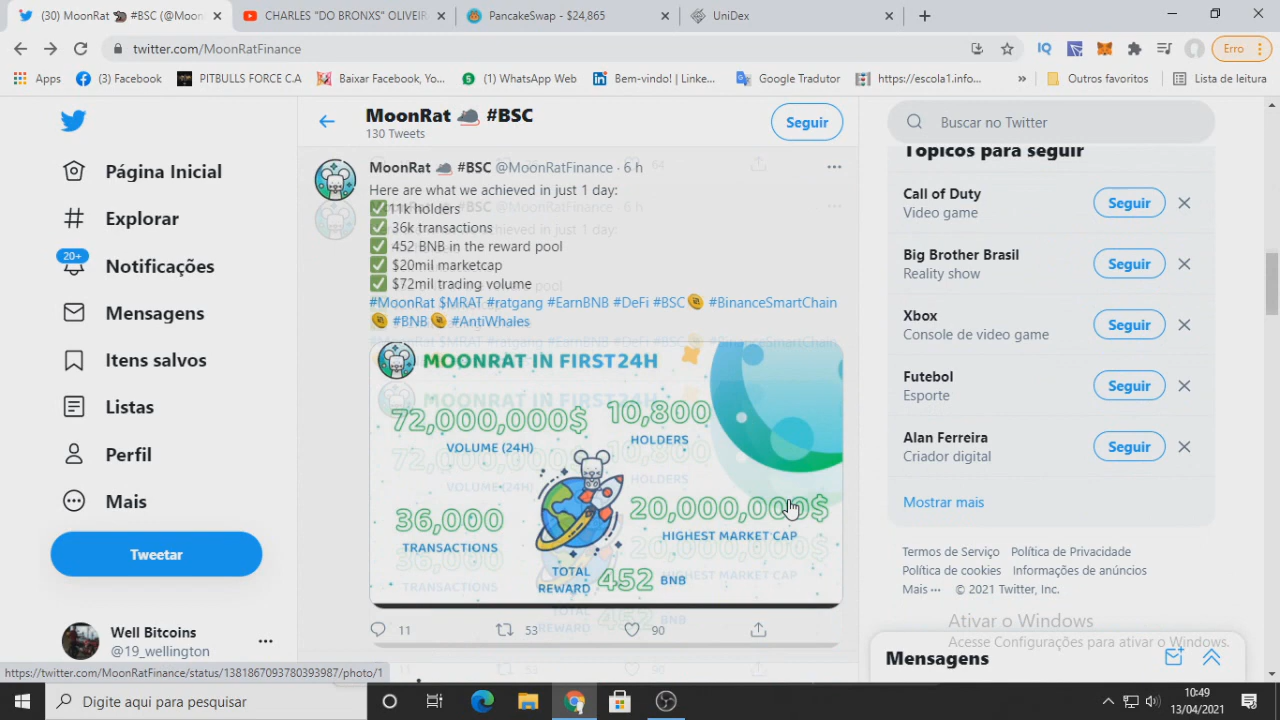 (30) MoonRat 🐀 #BSC (@Moon
CHARLES "DO BRONXS" OLIVEIR
PancakeSwap - $24,865
UniDex
twitter.com/MoonRatFinance
Erro
Apps
(3) Facebook
PITBULLS FORCE C.A
Baixar Facebook, Yo...
(1) WhatsApp Web
Bem-vindo! | Linke...
Google Tradutor
https://escola1.info...
»
Outros favoritos
Lista de leitura
Página Inicial
Explorar
20+
Notificações
Mensagens
Itens salvos
Listas
Perfil
Mais
Tweetar
Well Bitcoins
@19_wellington
MoonRat 🐀 #BSC
130 Tweets
Seguir
MoonRat 🐀 #BSC @MoonRatFinance · 6 h
Here are what we achieved in just 1 day:
✅11k holders
✅ 36k transactions
✅ 452 BNB in the reward pool
✅ $20mil marketcap
✅ $72mil trading volume
#MoonRat $MRAT #ratgang #EarnBNB #DeFi #BSC #BinanceSmartChain
#BNB #AntiWhales
MOONRAT IN FIRST24H
72,000,000$
VOLUME (24H)
10,800
HOLDERS
36,000
TRANSACTIONS
20,000,000$
HIGHEST MARKET CAP
TOTAL
REWARD
452 BNB
11
53
90
Buscar no Twitter
Tópicos para seguir
Call of Duty
Video game
Seguir
Big Brother Brasil
Reality show
Seguir
Xbox
Console de video game
Seguir
Futebol
Esporte
Seguir
Alan Ferreira
Criador digital
Seguir
Mostrar mais
Termos de Serviço Política de Privacidade
Política de cookies Informações de anúncios
Mais ··· © 2021 Twitter, Inc.
Ativar o Windows
Acesse Configurações para ativar o Windows.
Mensagens
https://twitter.com/MoonRatFinance/status/1381867093780393987/photo/1
Digite aqui para pesquisar
10:49
13/04/2021